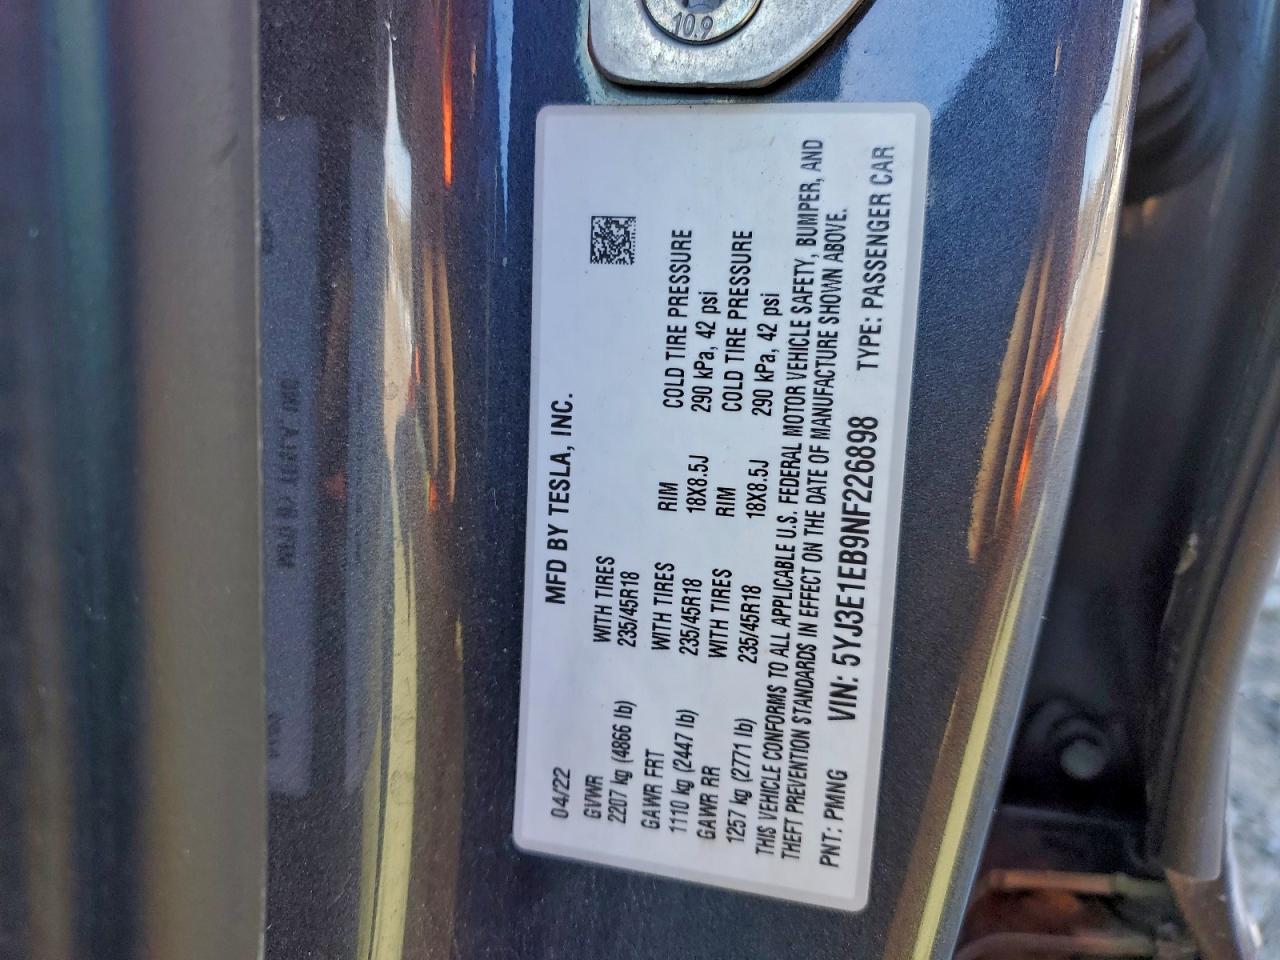 10.9
MFD BY TESLA, INC.
04/22
GVWR WITH TIRES
2207 kg (4866 lb) 235/45R18
GAWR FRT WITH TIRES RIM COLD TIRE PRESSURE
1110 kg (2447 lb) 235/45R18 18X8.5J 290 kPa, 42 psi
GAWR RR WITH TIRES RIM COLD TIRE PRESSURE
1257 kg (2771 lb) 235/45R18 18X8.5J 290 kPa, 42 psi
THIS VEHICLE CONFORMS TO ALL APPLICABLE U.S. FEDERAL MOTOR VEHICLE SAFETY, BUMPER, AND
THEFT PREVENTION STANDARDS IN EFFECT ON THE DATE OF MANUFACTURE SHOWN ABOVE.
PNT: PMNG VIN: 5YJ3E1EB9NF226898 TYPE: PASSENGER CAR